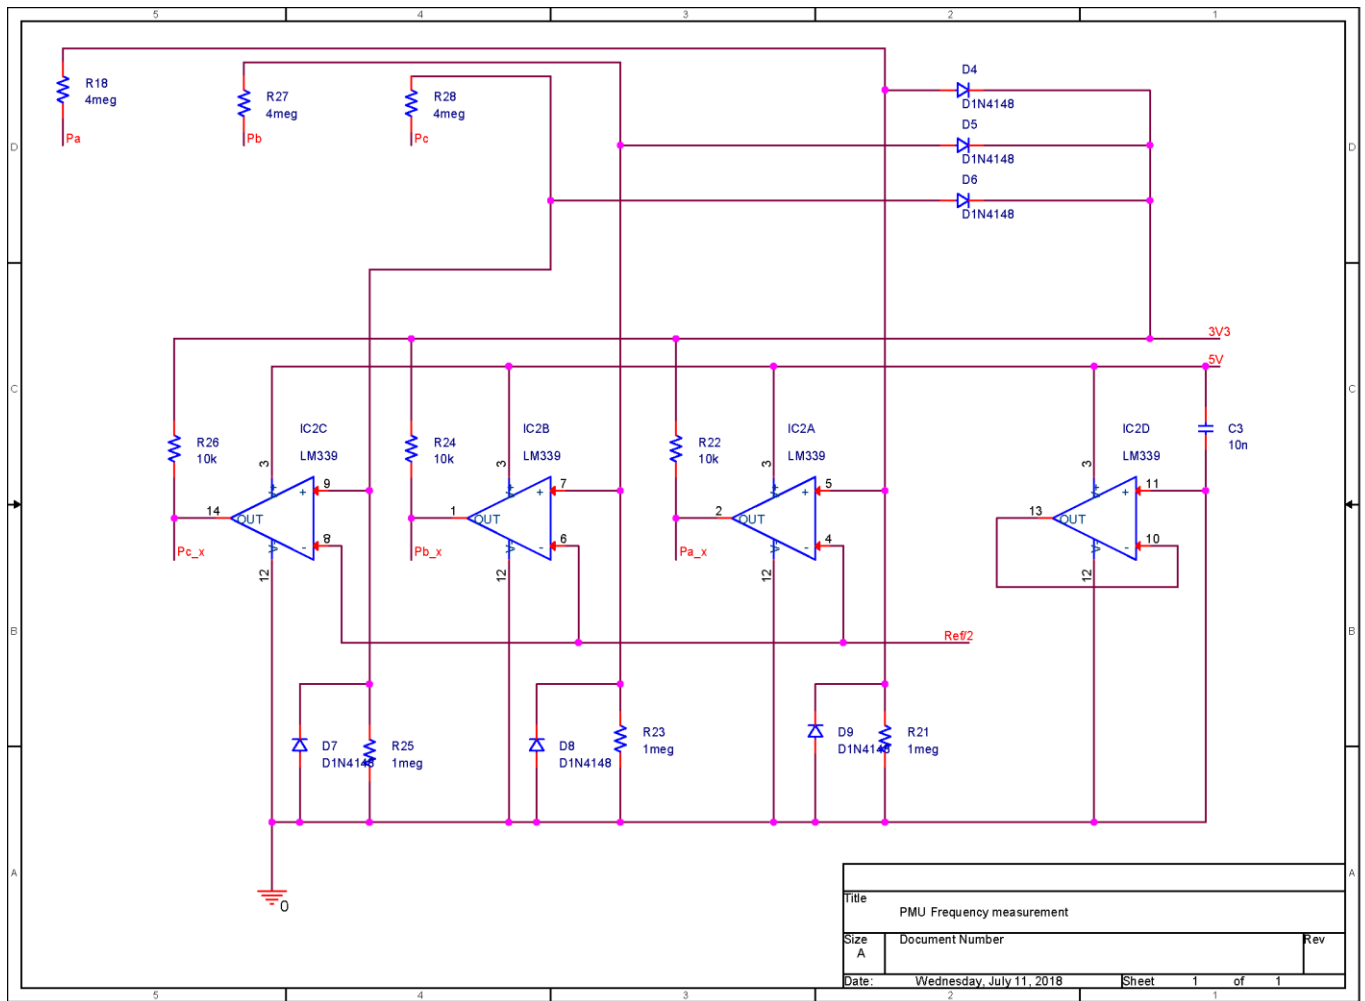 5 4 3 2 1
R18
4meg
Pa
R27
4meg
Pb
R28
4meg
Pc
D4
D1N4148
D5
D1N4148
D6
D1N4148
D D
3V3
5V
C C
R26
10k
IC2C
LM339
3
V+
+ 9
14 OUT
- 8
V-
12
Pc_x
R24
10k
IC2B
LM339
3
V+
+ 7
1 OUT
- 6
V-
12
Pb_x
R22
10k
IC2A
LM339
3
V+
+ 5
2 OUT
- 4
V-
12
Pa_x
IC2D
LM339
3
V+
+ 11
13 OUT
- 10
V-
12
C3
10n
B B
Ref/2
D7
D1N4148
R25
1meg
D8
D1N4148
R23
1meg
D9
D1N4148
R21
1meg
A A
0
Title
PMU Frequency measurement
Size
A
Document Number
Rev
Date: Wednesday, July 11, 2018 Sheet 1 of 1
5 4 3 2 1